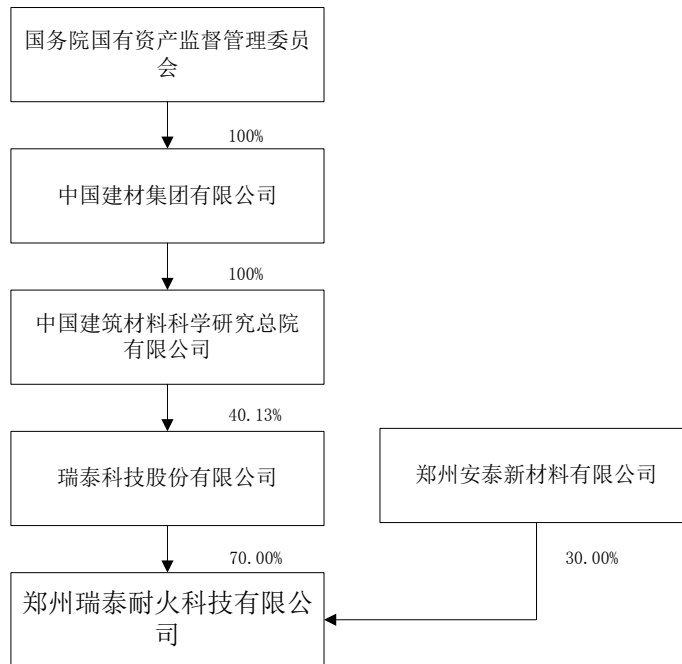 国务院国有资产监督管理委员
会
100%
中国建材集团有限公司
100%
中国建筑材料科学研究总院
有限公司
40.13%
瑞泰科技股份有限公司
郑州安泰新材料有限公司
70.00%
30.00%
郑州瑞泰耐火科技有限公
司